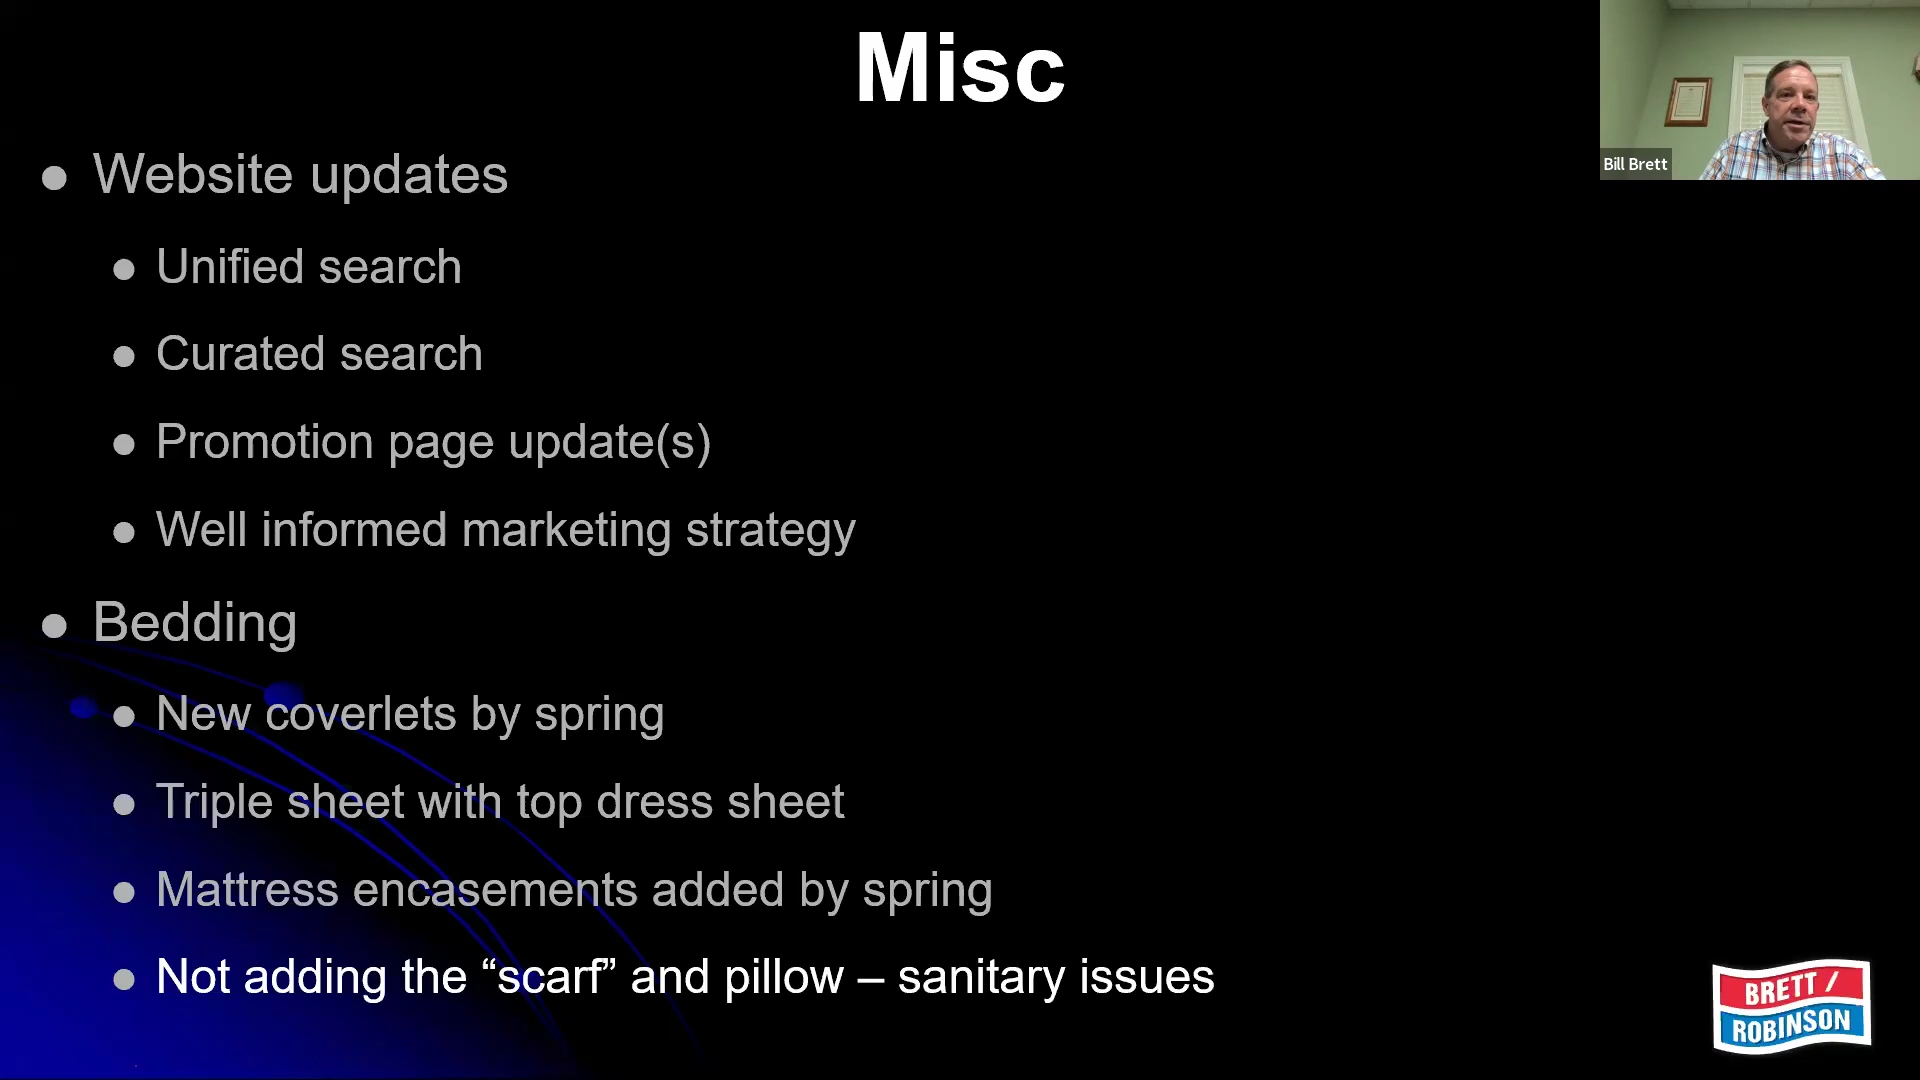 Misc
Website updates
Unified search
Curated search
Promotion page update(s)
Well informed marketing strategy
Bedding
New coverlets by spring
Triple sheet with top dress sheet
Mattress encasements added by spring
Not adding the “scarf” and pillow – sanitary issues
Bill Brett
BRETT /
ROBINSON